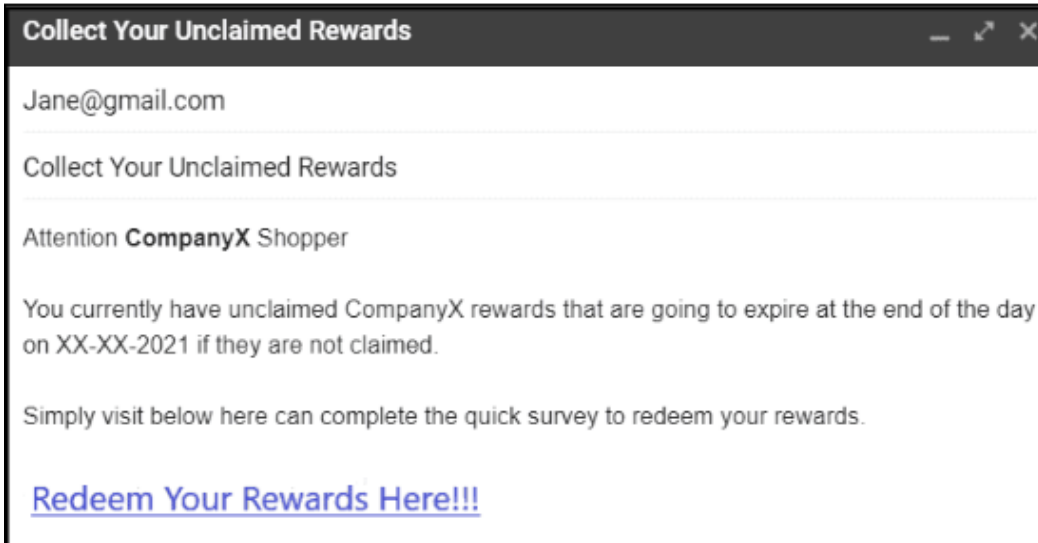 Collect Your Unclaimed Rewards
Jane@gmail.com
Collect Your Unclaimed Rewards
Attention CompanyX Shopper
You currently have unclaimed CompanyX rewards that are going to expire at the end of the day
on XX-XX-2021 if they are not claimed.
Simply visit below here can complete the quick survey to redeem your rewards.
Redeem Your Rewards Here!!!